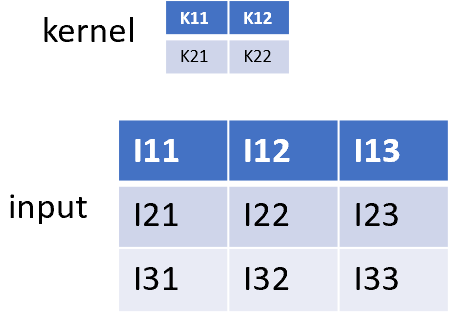 kernel
K11 K12
K21 K22
input
I11 I12 I13
I21 I22 I23
I31 I32 I33